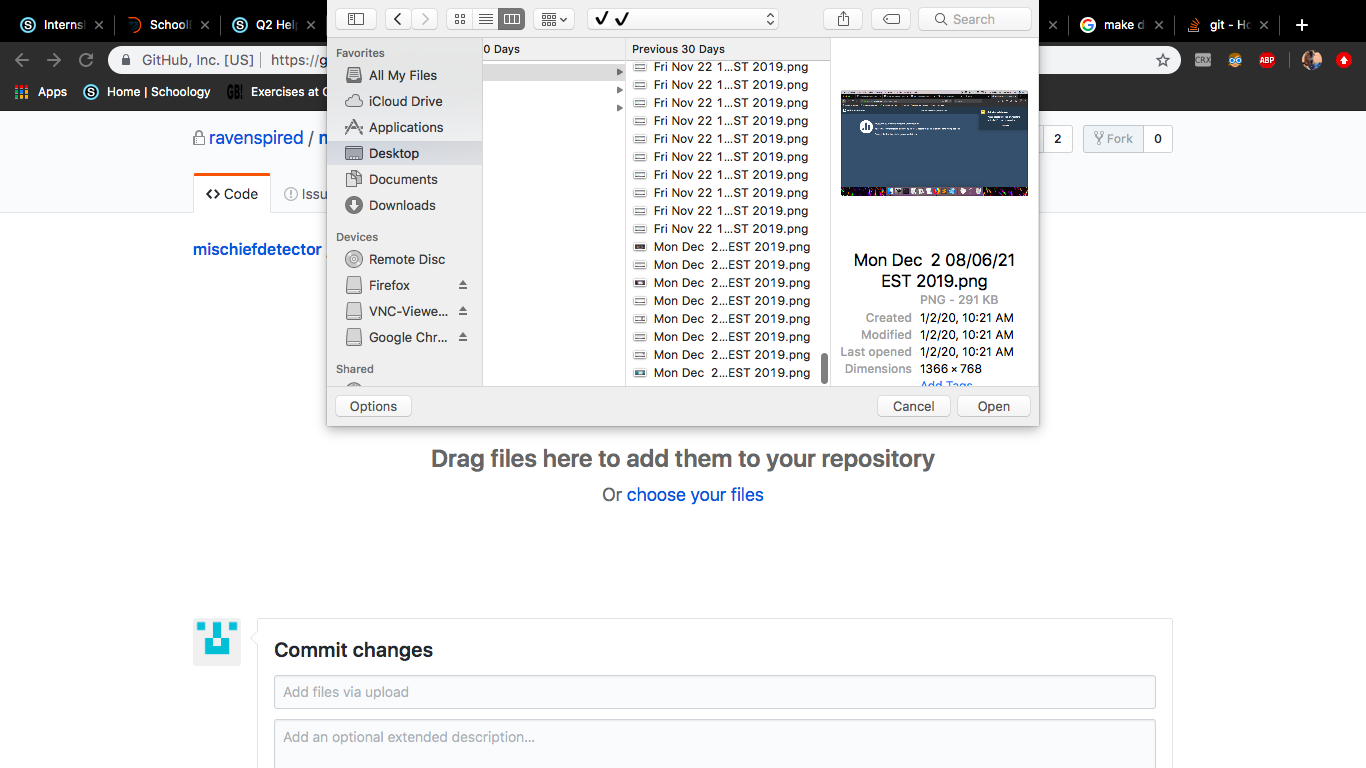 Internsl
School
Q2 Help
make d
git - Ho
GitHub, Inc. [US]
https://g
Search
Apps
Home | Schoology
GB!
Exercises at G
CRX
ABP
Favorites
All My Files
iCloud Drive
Applications
Desktop
Documents
Downloads
Devices
Remote Disc
Firefox
VNC-Viewe...
Google Chr...
Shared
0 Days
Previous 30 Days
Fri Nov 22 1...ST 2019.png
Fri Nov 22 1...ST 2019.png
Fri Nov 22 1...ST 2019.png
Fri Nov 22 1...ST 2019.png
Fri Nov 22 1...ST 2019.png
Fri Nov 22 1...ST 2019.png
Fri Nov 22 1...ST 2019.png
Fri Nov 22 1...ST 2019.png
Fri Nov 22 1...ST 2019.png
Fri Nov 22 1...ST 2019.png
Mon Dec 2...EST 2019.png
Mon Dec 2...EST 2019.png
Mon Dec 2...EST 2019.png
Mon Dec 2...EST 2019.png
Mon Dec 2...EST 2019.png
Mon Dec 2...EST 2019.png
Mon Dec 2...EST 2019.png
Mon Dec 2...EST 2019.png
Mon Dec 2 08/06/21
EST 2019.png
PNG - 291 KB
Created 1/2/20, 10:21 AM
Modified 1/2/20, 10:21 AM
Last opened 1/2/20, 10:21 AM
Dimensions 1366 × 768
Add Tags
Options
Cancel
Open
ravenspired / m
2
Fork
0
Code
Issu
mischiefdetector /
Drag files here to add them to your repository
Or choose your files
Commit changes
Add files via upload
Add an optional extended description...